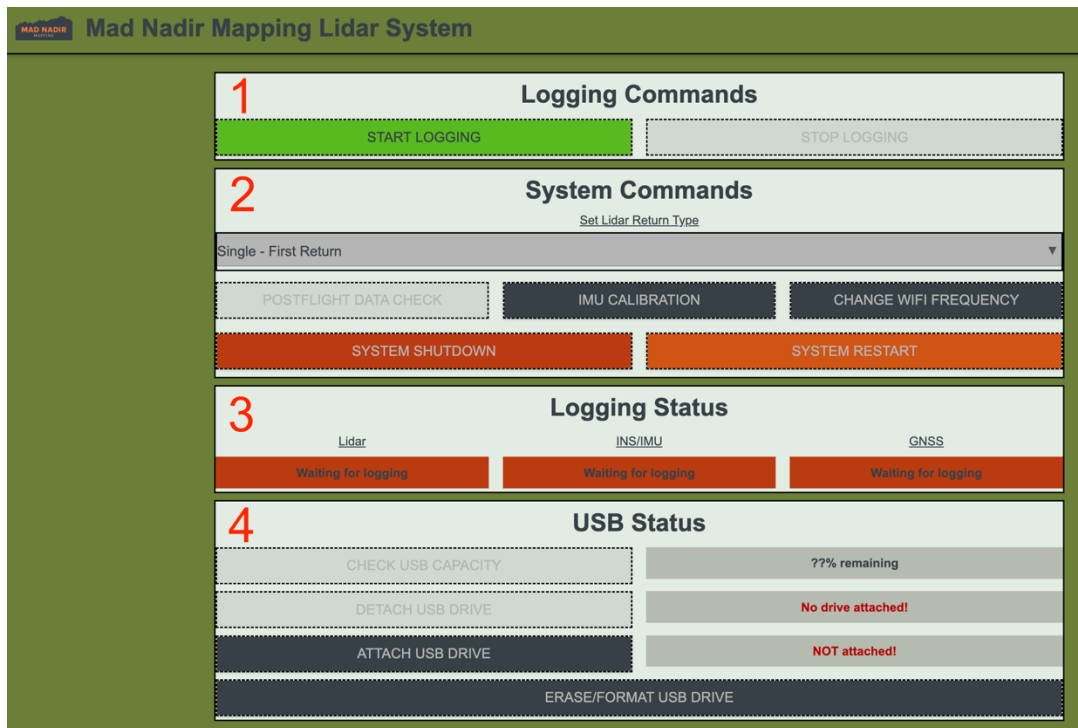 MAD NADIR
MAPPING
Mad Nadir Mapping Lidar System
1
Logging Commands
START LOGGING
STOP LOGGING
2
System Commands
Set Lidar Return Type
Single - First Return
POSTFLIGHT DATA CHECK
IMU CALIBRATION
CHANGE WIFI FREQUENCY
SYSTEM SHUTDOWN
SYSTEM RESTART
3
Logging Status
Lidar
INS/IMU
GNSS
Waiting for logging
Waiting for logging
Waiting for logging
4
USB Status
CHECK USB CAPACITY
??% remaining
DETACH USB DRIVE
No drive attached!
ATTACH USB DRIVE
NOT attached!
ERASE/FORMAT USB DRIVE